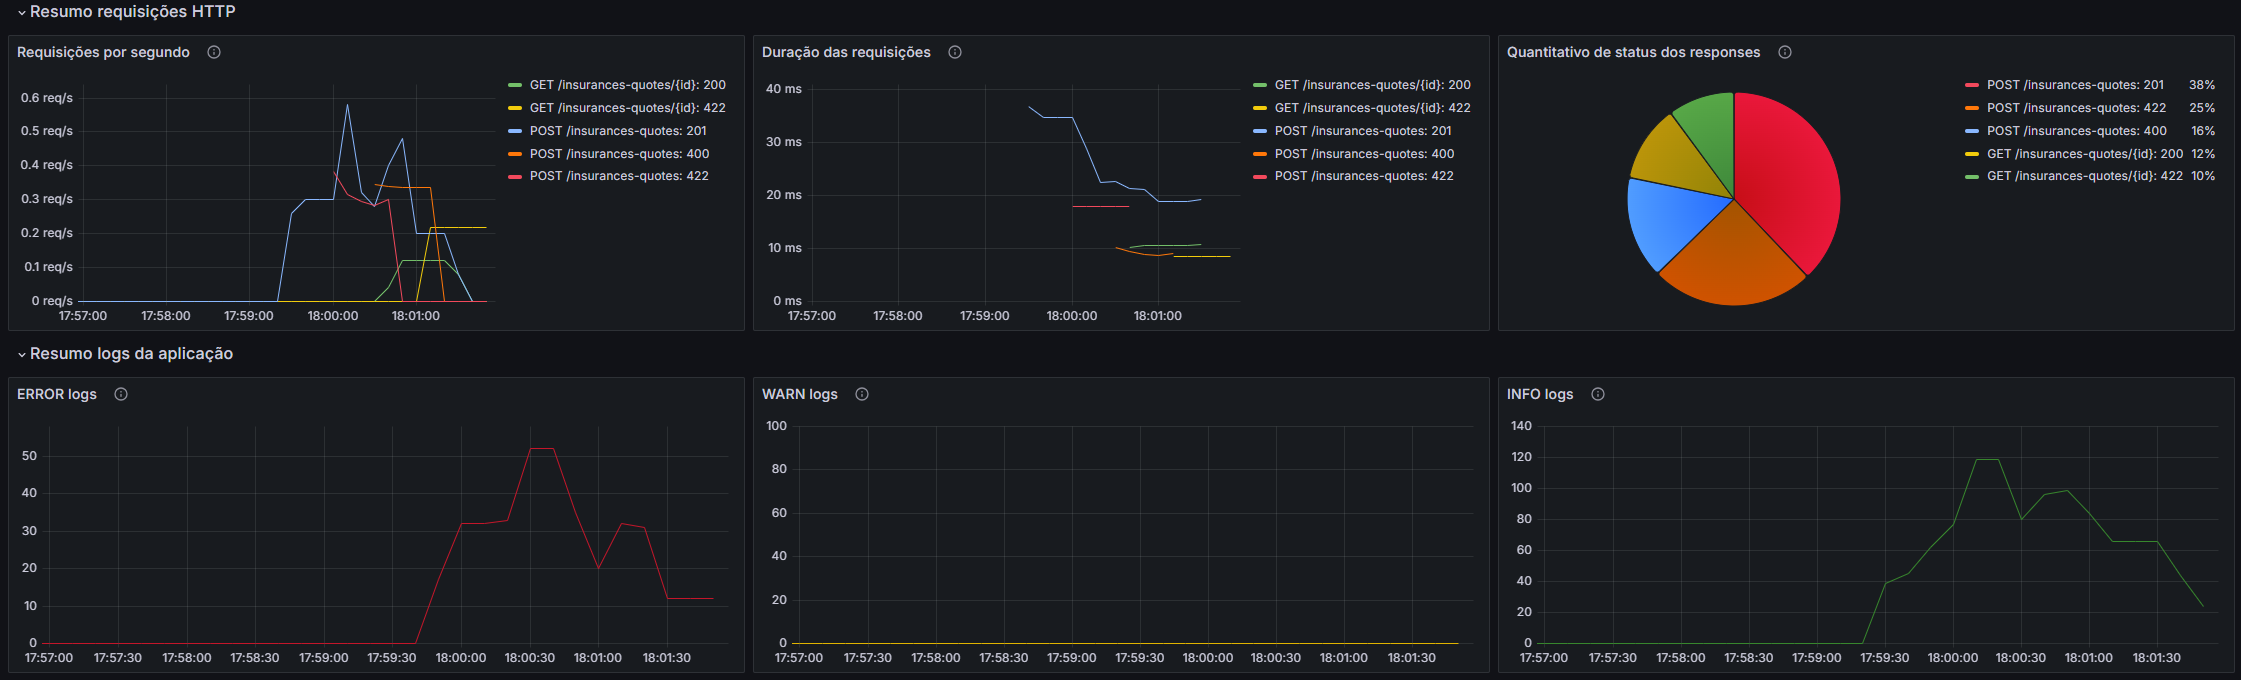 Resumo requisições HTTP
Requisições por segundo
0.6 req/s
0.5 req/s
0.4 req/s
0.3 req/s
0.2 req/s
0.1 req/s
0 req/s
17:57:00 17:58:00 17:59:00 18:00:00 18:01:00
GET /insurances-quotes/{id}: 200
GET /insurances-quotes/{id}: 422
POST /insurances-quotes: 201
POST /insurances-quotes: 400
POST /insurances-quotes: 422
Duração das requisições
40 ms
30 ms
20 ms
10 ms
0 ms
17:57:00 17:58:00 17:59:00 18:00:00 18:01:00
GET /insurances-quotes/{id}: 200
GET /insurances-quotes/{id}: 422
POST /insurances-quotes: 201
POST /insurances-quotes: 400
POST /insurances-quotes: 422
Quantitativo de status dos responses
POST /insurances-quotes: 201 38%
POST /insurances-quotes: 422 25%
POST /insurances-quotes: 400 16%
GET /insurances-quotes/{id}: 200 12%
GET /insurances-quotes/{id}: 422 10%
Resumo logs da aplicação
ERROR logs
50
40
30
20
10
0
17:57:00 17:57:30 17:58:00 17:58:30 17:59:00 17:59:30 18:00:00 18:00:30 18:01:00 18:01:30
WARN logs
100
80
60
40
20
0
17:57:00 17:57:30 17:58:00 17:58:30 17:59:00 17:59:30 18:00:00 18:00:30 18:01:00 18:01:30
INFO logs
140
120
100
80
60
40
20
0
17:57:00 17:57:30 17:58:00 17:58:30 17:59:00 17:59:30 18:00:00 18:00:30 18:01:00 18:01:30